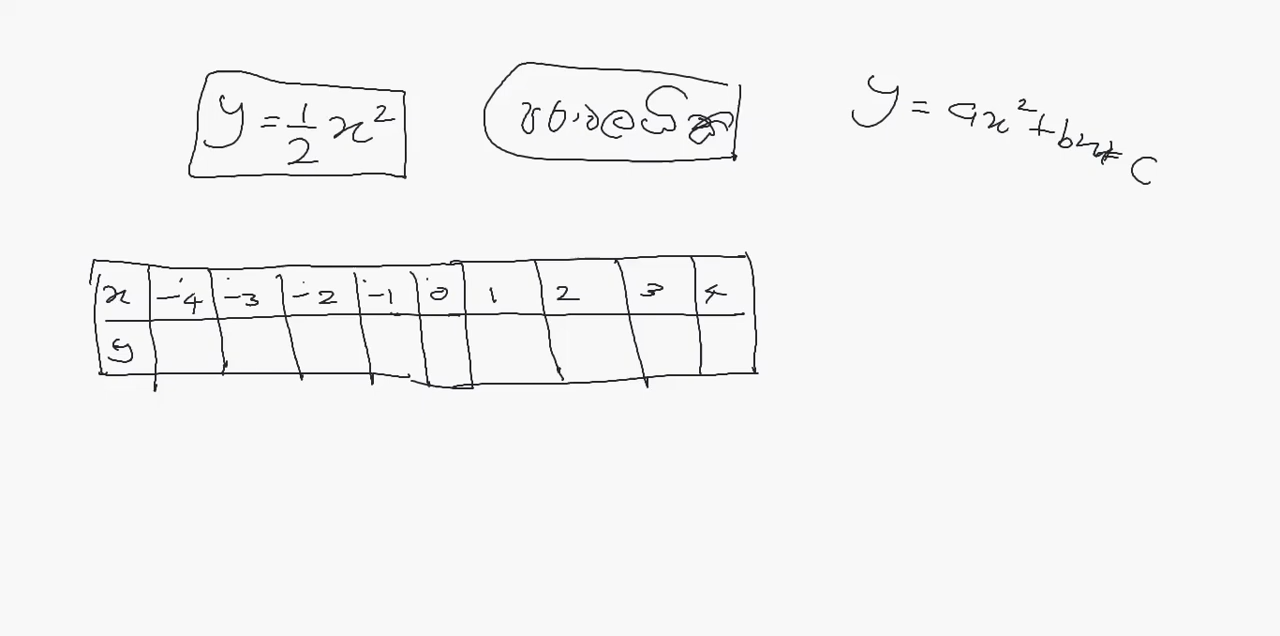 y = 1/2 x²
y = ax² + bx + c
x -4 -3 -2 -1 0 1 2 3 4
y